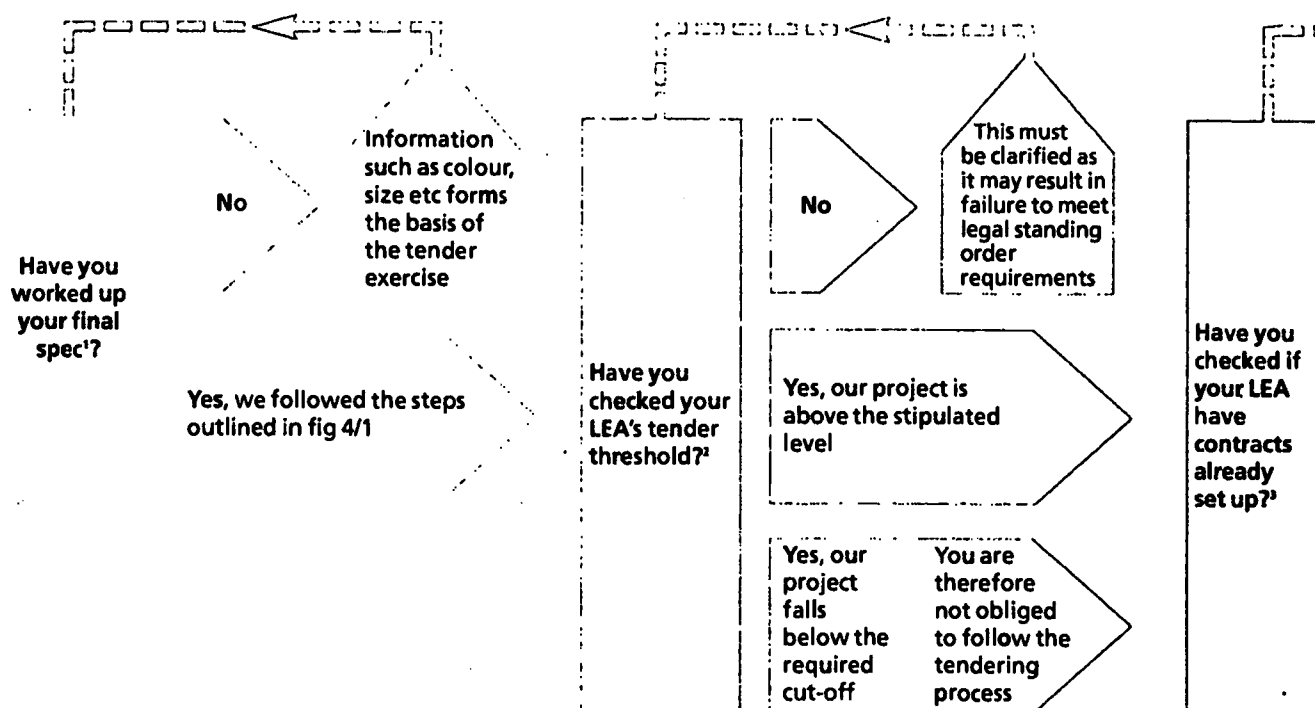 Have you
worked up
your final
spec¹?
No
Information
such as colour,
size etc forms
the basis of
the tender
exercise
Yes, we followed the steps
outlined in fig 4/1
Have you
checked your
LEA's tender
threshold?²
No
This must
be clarified as
it may result in
failure to meet
legal standing
order
requirements
Yes, our project is
above the stipulated
level
Yes, our
project
falls
below the
required
cut-off
You are
therefore
not obliged
to follow the
tendering
process
Have you
checked if
your LEA
have
contracts
already
set up?³